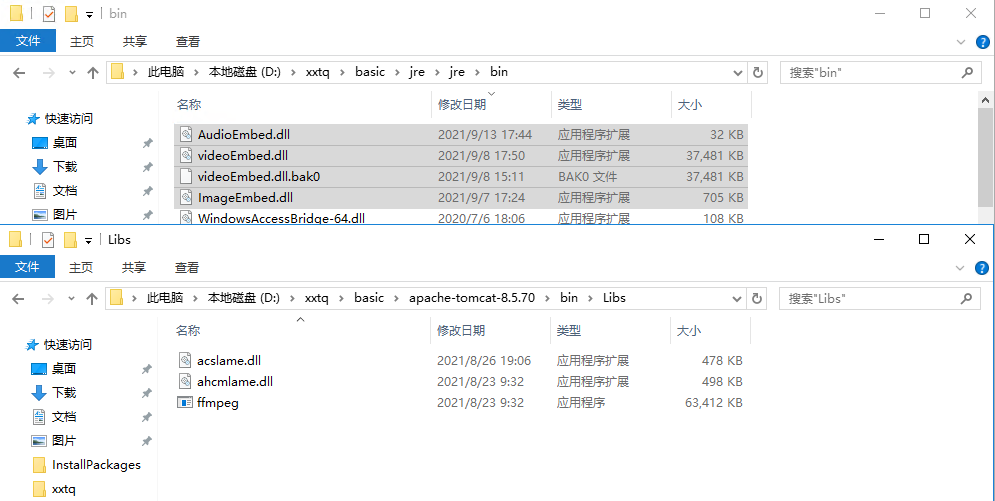 bin
文件 主页 共享 查看
此电脑 本地磁盘 (D:) xxtq basic jre jre bin 搜索"bin"
名称 修改日期 类型 大小
快速访问
桌面
下载
文档
图片
AudioEmbed.dll 2021/9/13 17:44 应用程序扩展 32 KB
videoEmbed.dll 2021/9/8 17:50 应用程序扩展 37,481 KB
videoEmbed.dll.bak0 2021/9/8 15:11 BAK0 文件 37,481 KB
ImageEmbed.dll 2021/9/7 17:24 应用程序扩展 705 KB
WindowsAccessBridge-64.dll 2020/7/6 18:06 应用程序扩展 108 KB
Libs
文件 主页 共享 查看
此电脑 本地磁盘 (D:) xxtq basic apache-tomcat-8.5.70 bin Libs 搜索"Libs"
名称 修改日期 类型 大小
快速访问
桌面
下载
文档
图片
InstallPackages
xxtq
acslame.dll 2021/8/26 19:06 应用程序扩展 478 KB
ahcmlame.dll 2021/8/23 9:32 应用程序扩展 498 KB
ffmpeg 2021/8/23 9:32 应用程序 63,412 KB